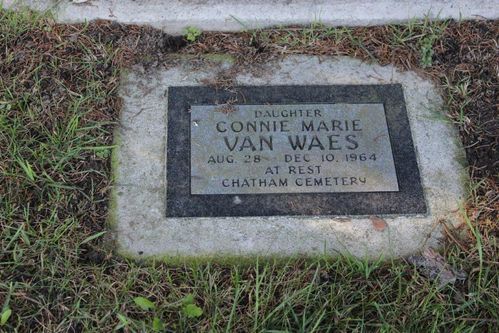 DAUGHTER
CONNIE MARIE
VAN WAES
AUG. 28 - DEC 10, 1964
AT REST
CHATHAM CEMETERY